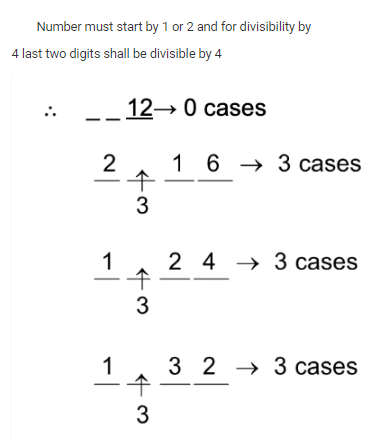 Number must start by 1 or 2 and for divisibility by
4 last two digits shall be divisible by 4
∴ _ _ 12→ 0 cases
2 _ 1 6 → 3 cases
↑
3
1 _ 2 4 → 3 cases
↑
3
1 _ 3 2 → 3 cases
↑
3